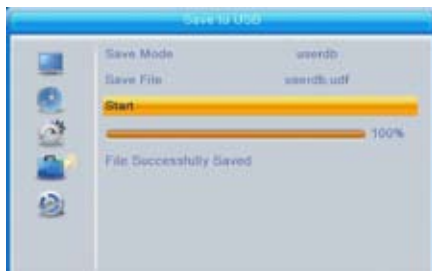 Save to USB
Save Mode userdb
Save File userdb.udf
Start
100%
File Successfully Saved